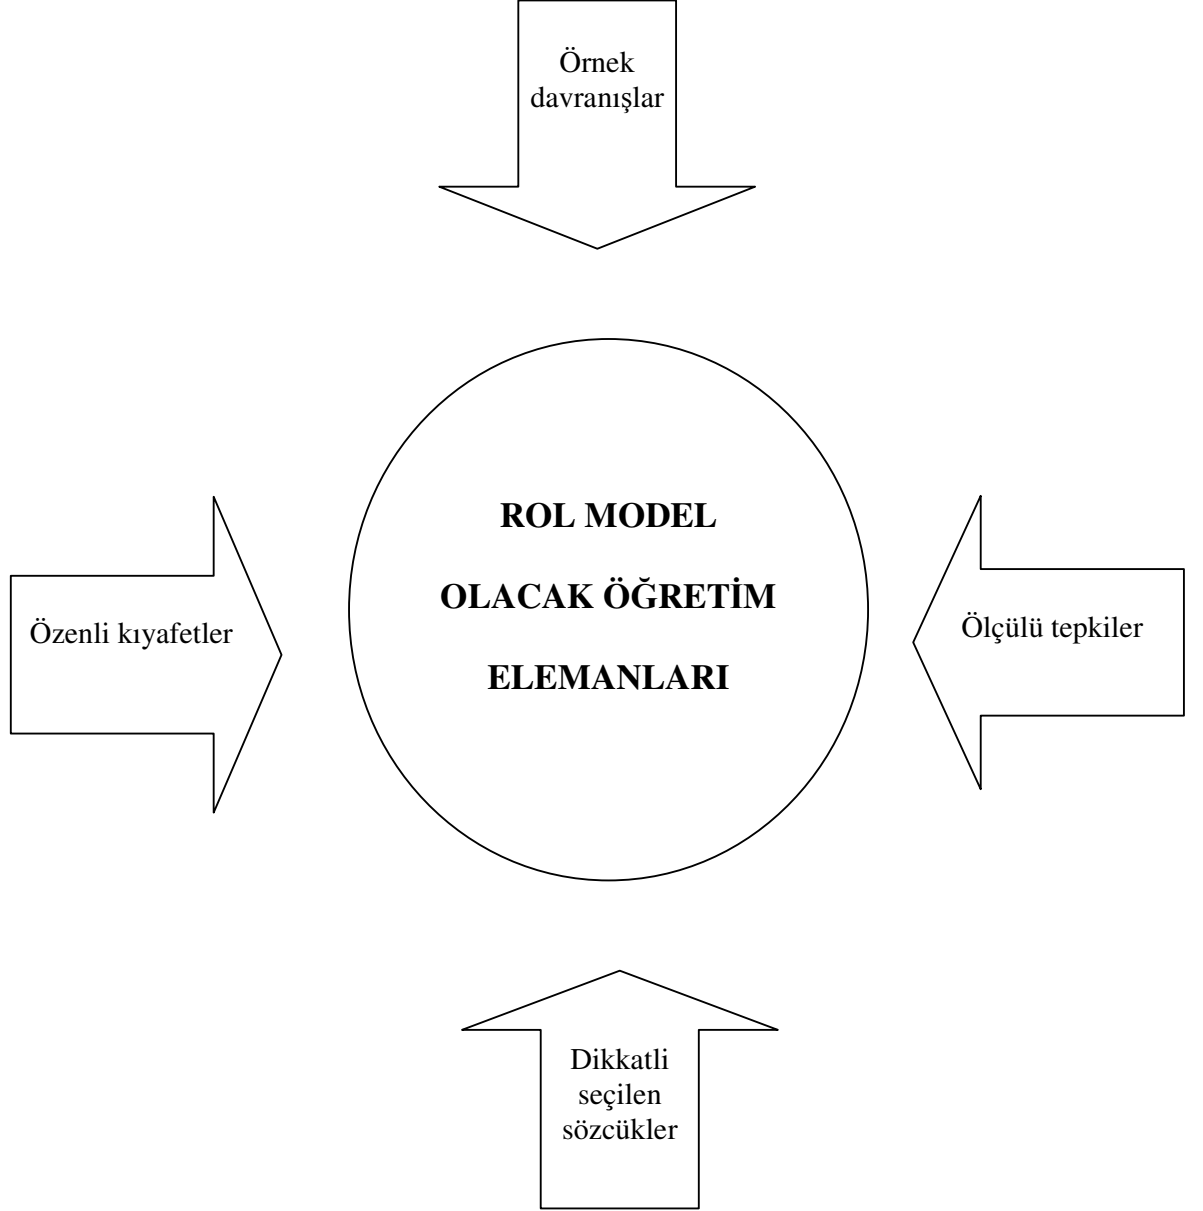 Örnek
davranışlar
ROL MODEL
OLACAK ÖĞRETİM
ELEMANLARI
Özenli kıyafetler
Ölçülü tepkiler
Dikkatli
seçilen
sözcükler